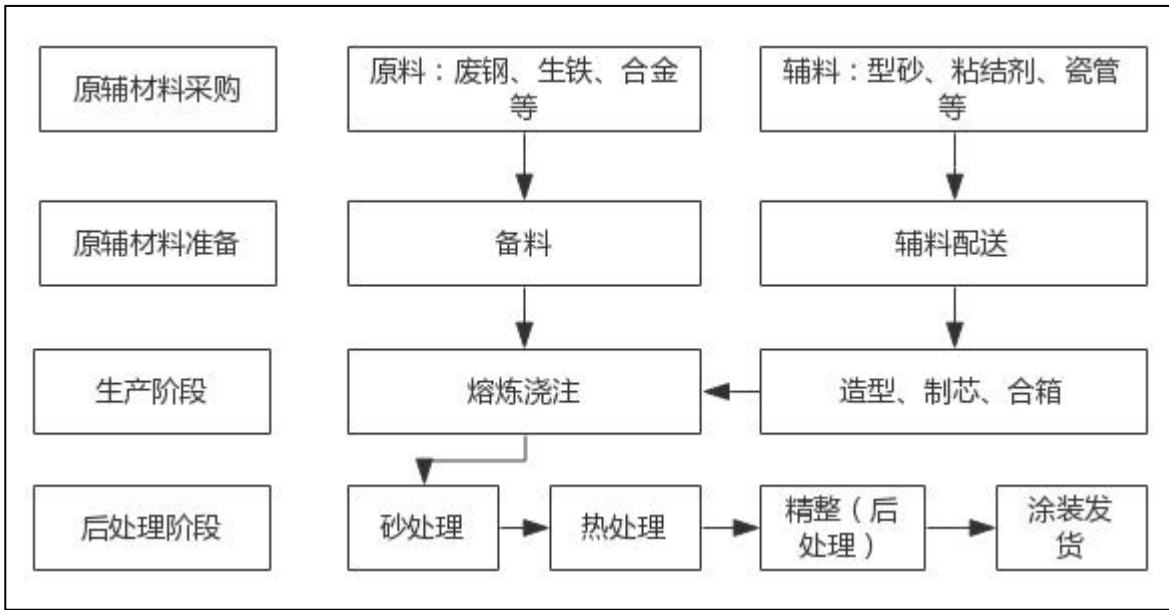 原辅材料采购
原料：废钢、生铁、合金
等
辅料：型砂、粘结剂、瓷管
等
原辅材料准备
备料
辅料配送
生产阶段
熔炼浇注
造型、制芯、合箱
后处理阶段
砂处理
热处理
精整（后
处理）
涂装发
货